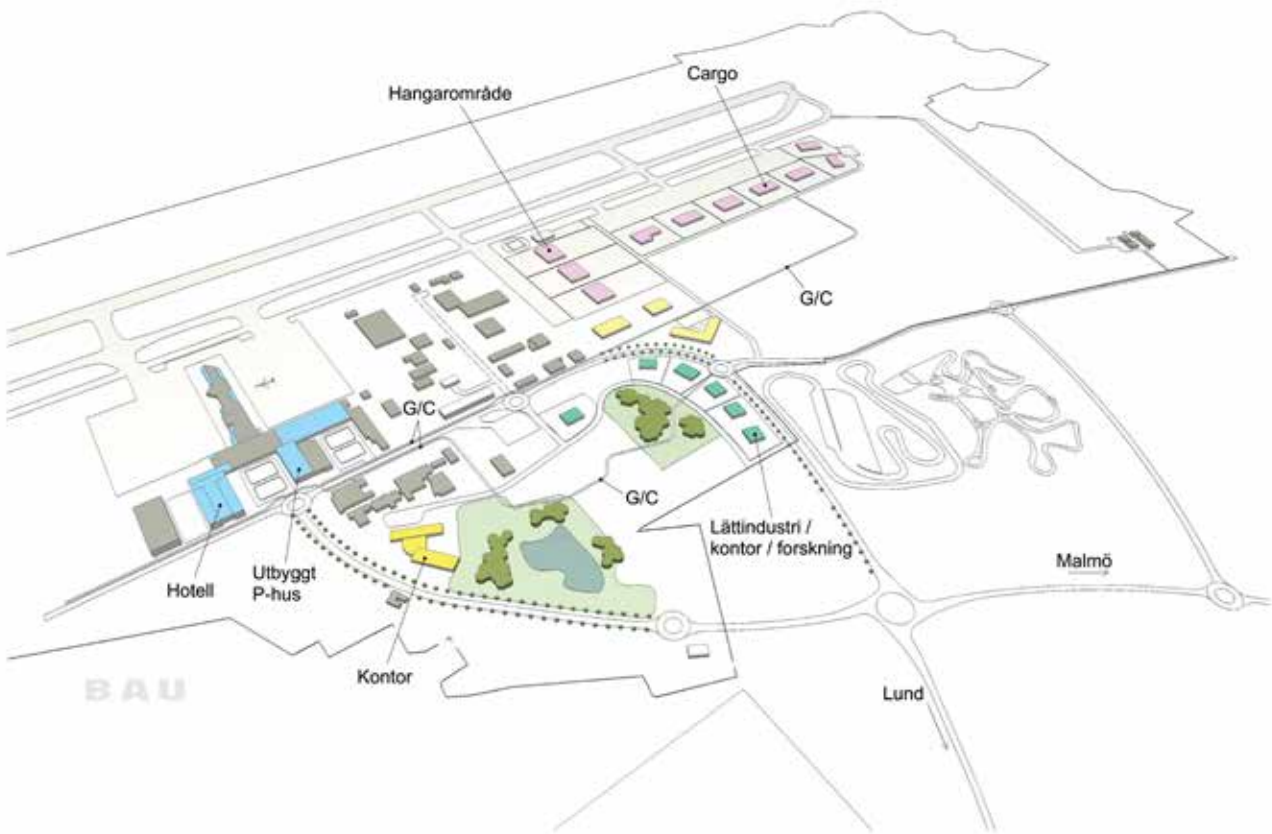 Cargo
Hangarområde
G/C
G/C
G/C
Lättindustri /
kontor / forskning
Malmö
Hotell
Utbyggt
P-hus
Kontor
BAU
Lund